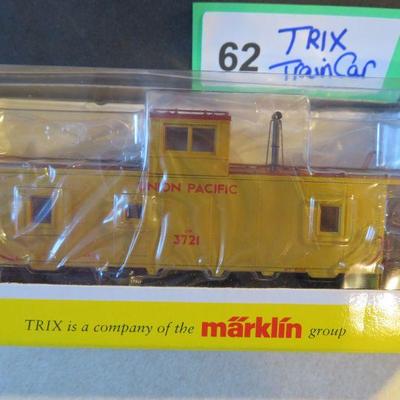 62
TRIX
Train Car
UNION PACIFIC
3721
TRIX is a company of the märklin group